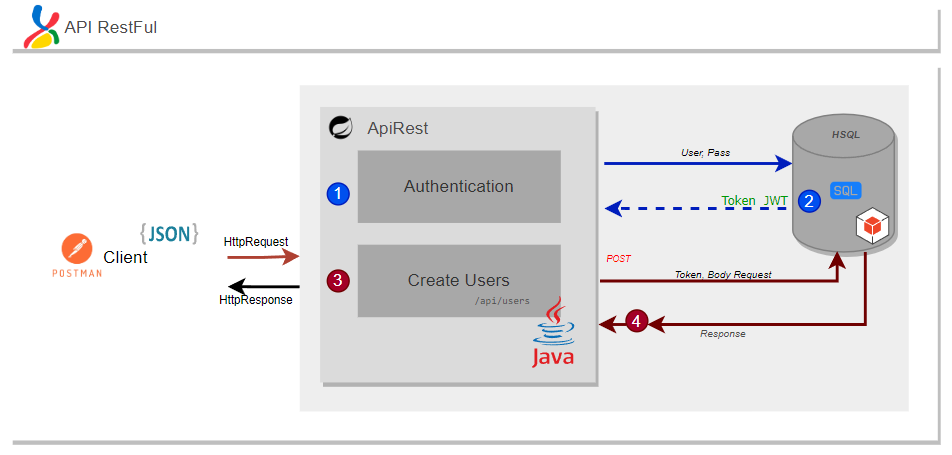 API RestFul
ApiRest
HSQL
Authentication
User, Pass
1
SQL
Token JWT
2
{JSON}
HttpRequest
Client
POSTMAN
POST
3
Create Users
Token, Body Request
/api/users
HttpResponse
4
Response
Java